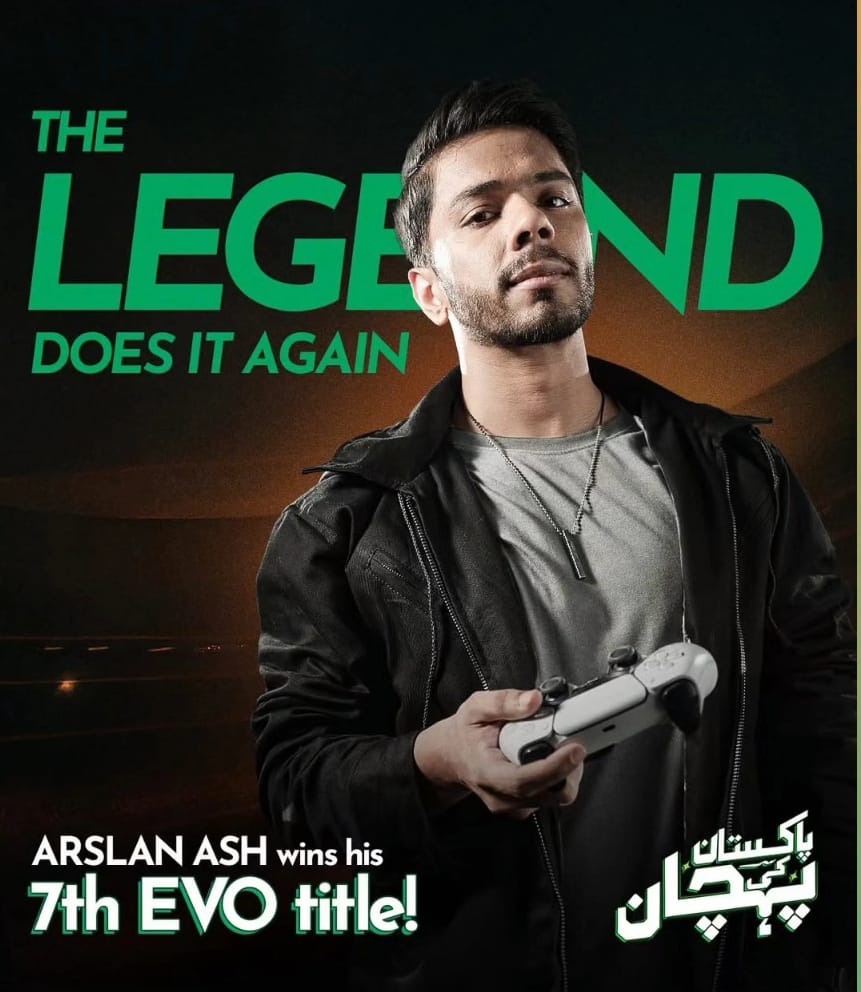 THE
LEGEND
DOES IT AGAIN
ARSLAN ASH wins his
7th EVO title!
پاکستان
کی
پہچان